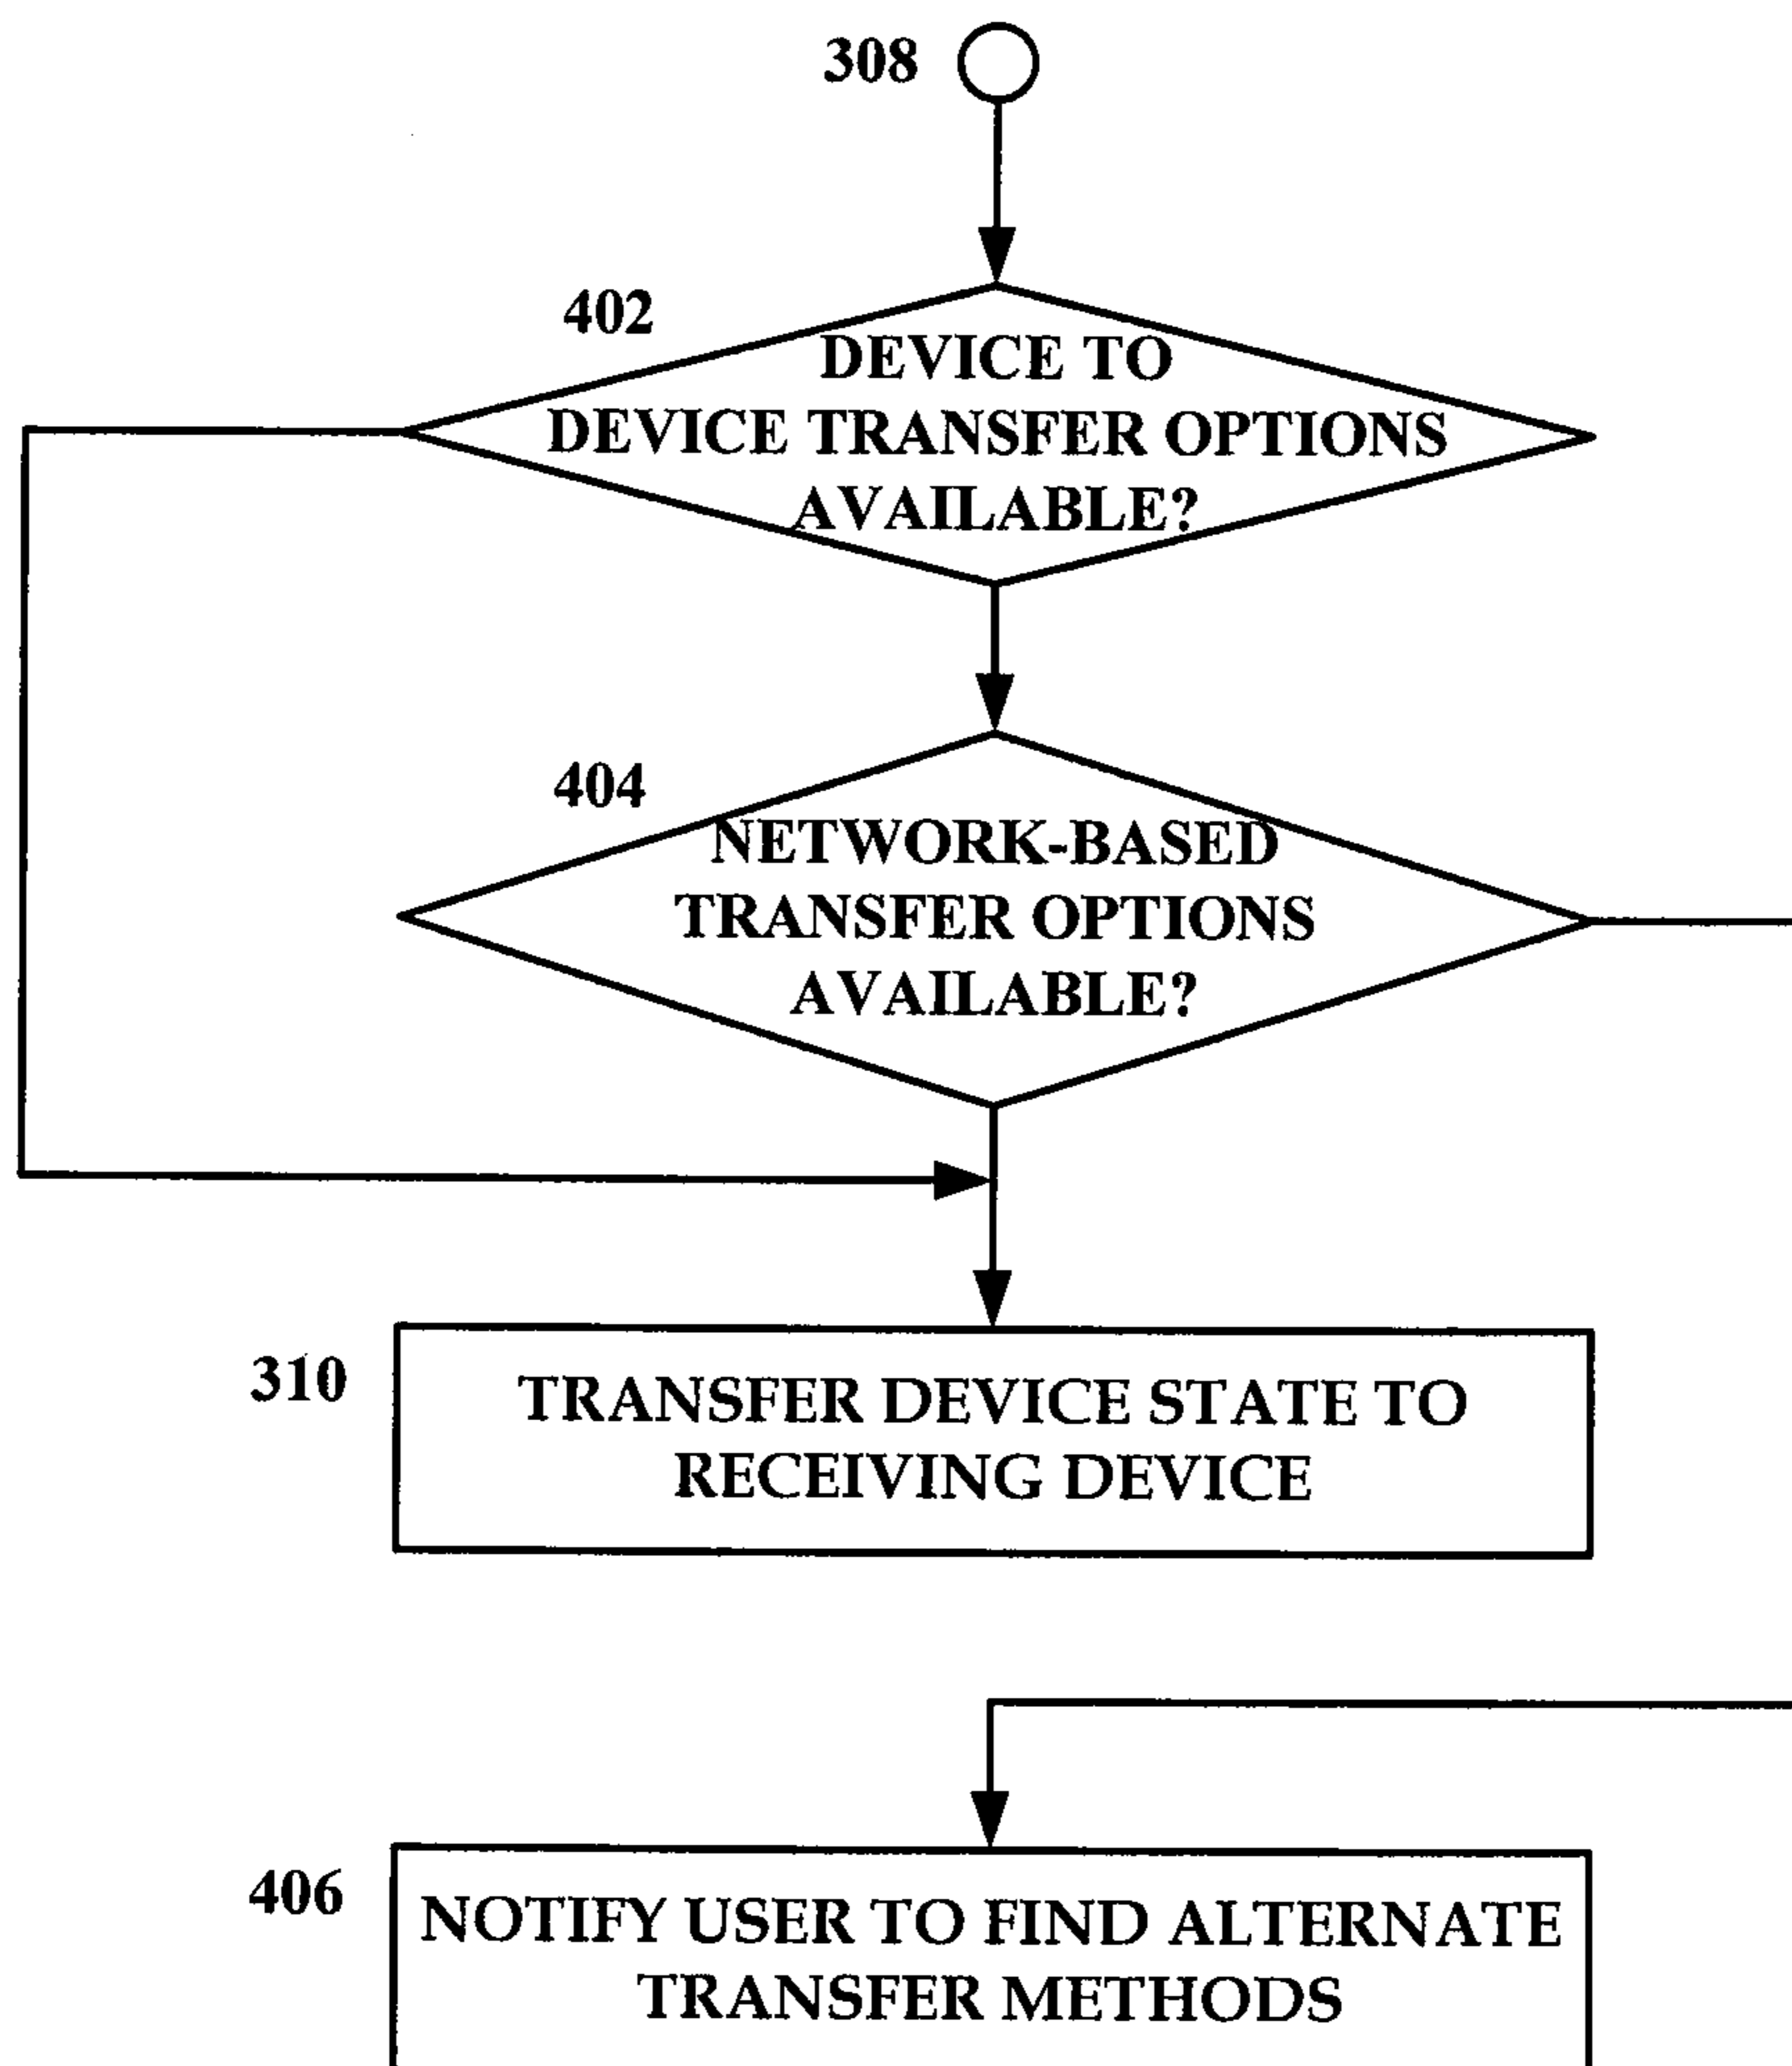 308
402
DEVICE TO
DEVICE TRANSFER OPTIONS
AVAILABLE?
404
NETWORK-BASED
TRANSFER OPTIONS
AVAILABLE?
310
TRANSFER DEVICE STATE TO
RECEIVING DEVICE
406
NOTIFY USER TO FIND ALTERNATE
TRANSFER METHODS